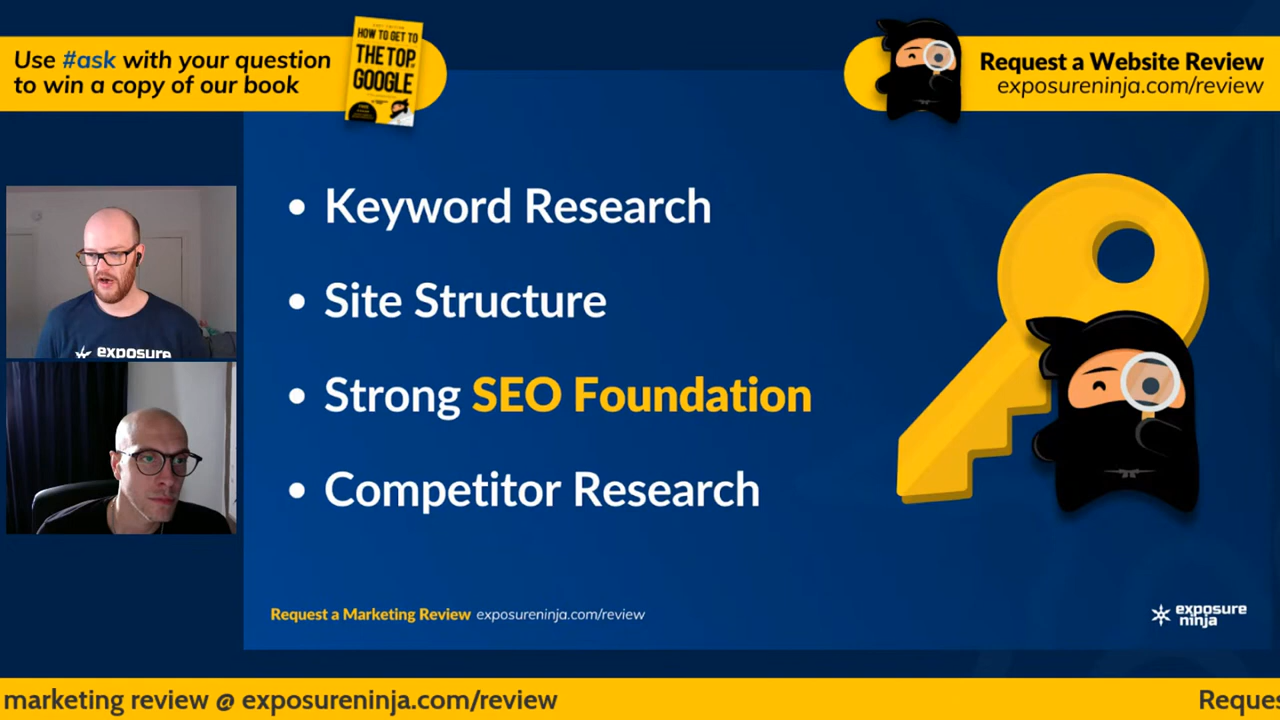 Use #ask with your question
to win a copy of our book
HOW TO GET TO
THE TOP
GOOGLE
Request a Website Review
exposureninja.com/review
• Keyword Research
• Site Structure
• Strong SEO Foundation
• Competitor Research
exposure
Request a Marketing Review exposureninja.com/review
exposure
ninja
marketing review @ exposureninja.com/review
Reques